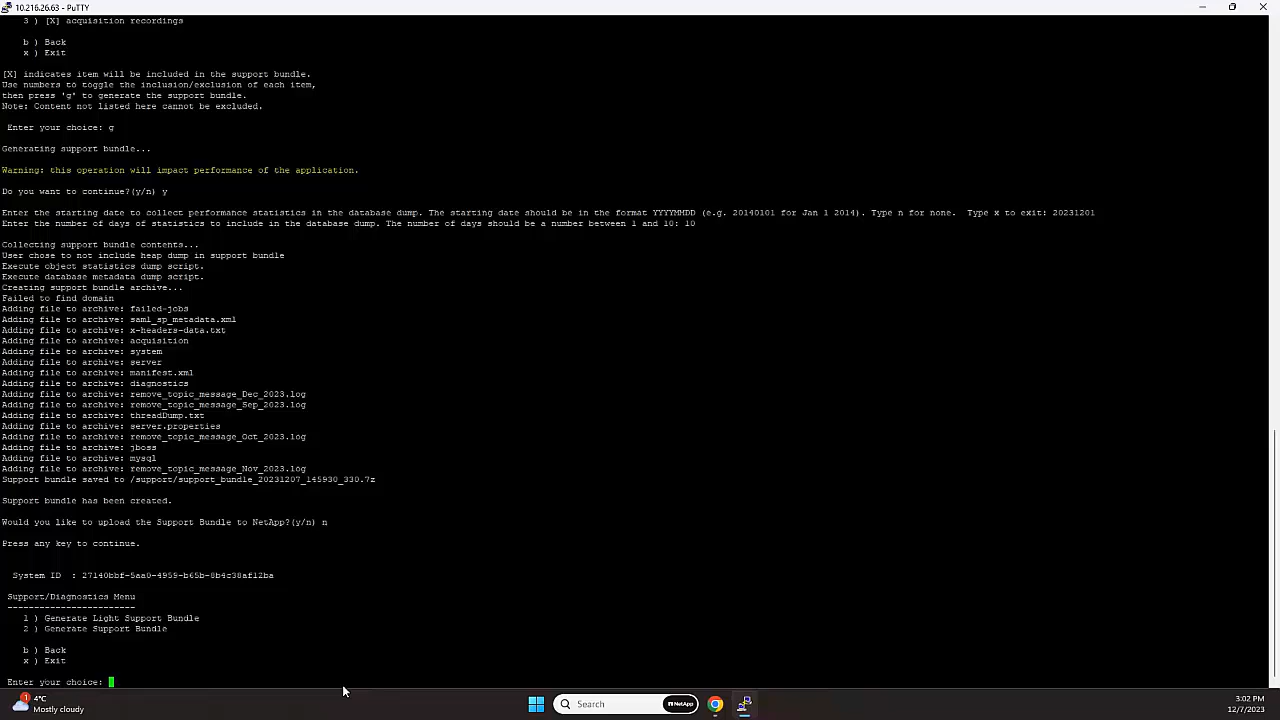 10.216.26.63 - PuTTY
3 ) [X] acquisition recordings
b ) Back
x ) Exit
[X] indicates item will be included in the support bundle.
Use numbers to toggle the inclusion/exclusion of each item,
then press 'g' to generate the support bundle.
Note: Content not listed here cannot be excluded.
Enter your choice: g
Generating support bundle...
Warning: this operation will impact performance of the application.
Do you want to continue?(y/n) y
Enter the starting date to collect performance statistics in the database dump. The starting date should be in the format YYYYMMDD (e.g. 20140101 for Jan 1 2014). Type n for none.  Type x to exit: 20231201
Enter the number of days of statistics to include in the database dump. The number of days should be a number between 1 and 10: 10
Collecting support bundle contents...
User chose to not include heap dump in support bundle
Execute object statistics dump script.
Execute database metadata dump script.
Creating support bundle archive...
Failed to find domain
Adding file to archive: failed-jobs
Adding file to archive: saml_sp_metadata.xml
Adding file to archive: x-headers-data.txt
Adding file to archive: acquisition
Adding file to archive: system
Adding file to archive: server
Adding file to archive: manifest.xml
Adding file to archive: diagnostics
Adding file to archive: remove_topic_message_Dec_2023.log
Adding file to archive: remove_topic_message_Sep_2023.log
Adding file to archive: threadDump.txt
Adding file to archive: server.properties
Adding file to archive: remove_topic_message_Oct_2023.log
Adding file to archive: jboss
Adding file to archive: mysql
Adding file to archive: remove_topic_message_Nov_2023.log
Support bundle saved to /support/support_bundle_20231207_145930_330.7z
Support bundle has been created.
Would you like to upload the Support Bundle to NetApp?(y/n) n
Press any key to continue.
System ID  : 27140bbf-5aa0-4959-b65b-8b4c38af12ba
Support/Diagnostics Menu
------------------------
1 ) Generate Light Support Bundle
2 ) Generate Support Bundle
b ) Back
x ) Exit
Enter your choice:
1
4°C
Mostly cloudy
Search
NetApp
3:02 PM
12/7/2023